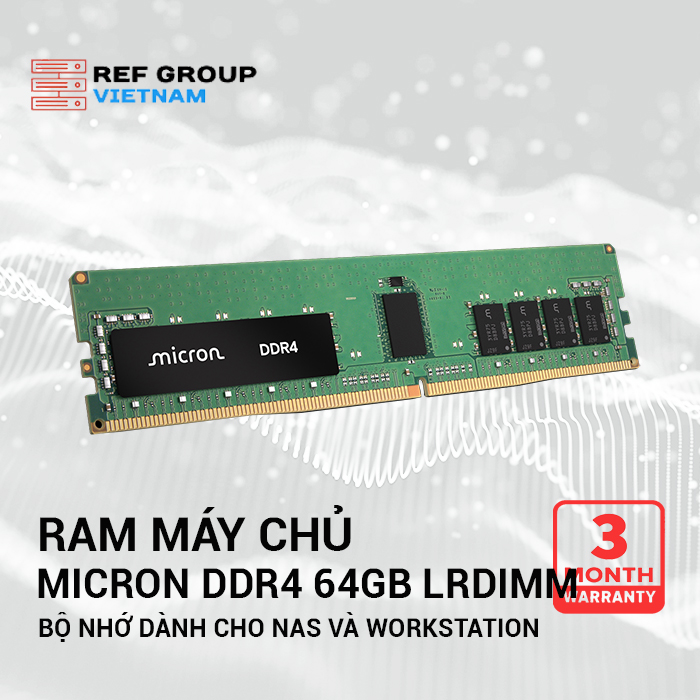 REF GROUP
VIETNAM
micron DDR4
RAM MÁY CHỦ
MICRON DDR4 64GB LRDIMM
BỘ NHỚ DÀNH CHO NAS VÀ WORKSTATION
3
MONTH
WARRANTY